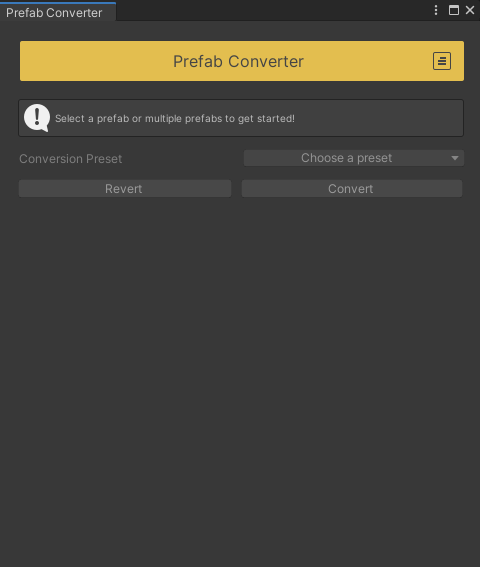 Prefab Converter
Prefab Converter
Select a prefab or multiple prefabs to get started!
Conversion Preset
Choose a preset
Revert
Convert